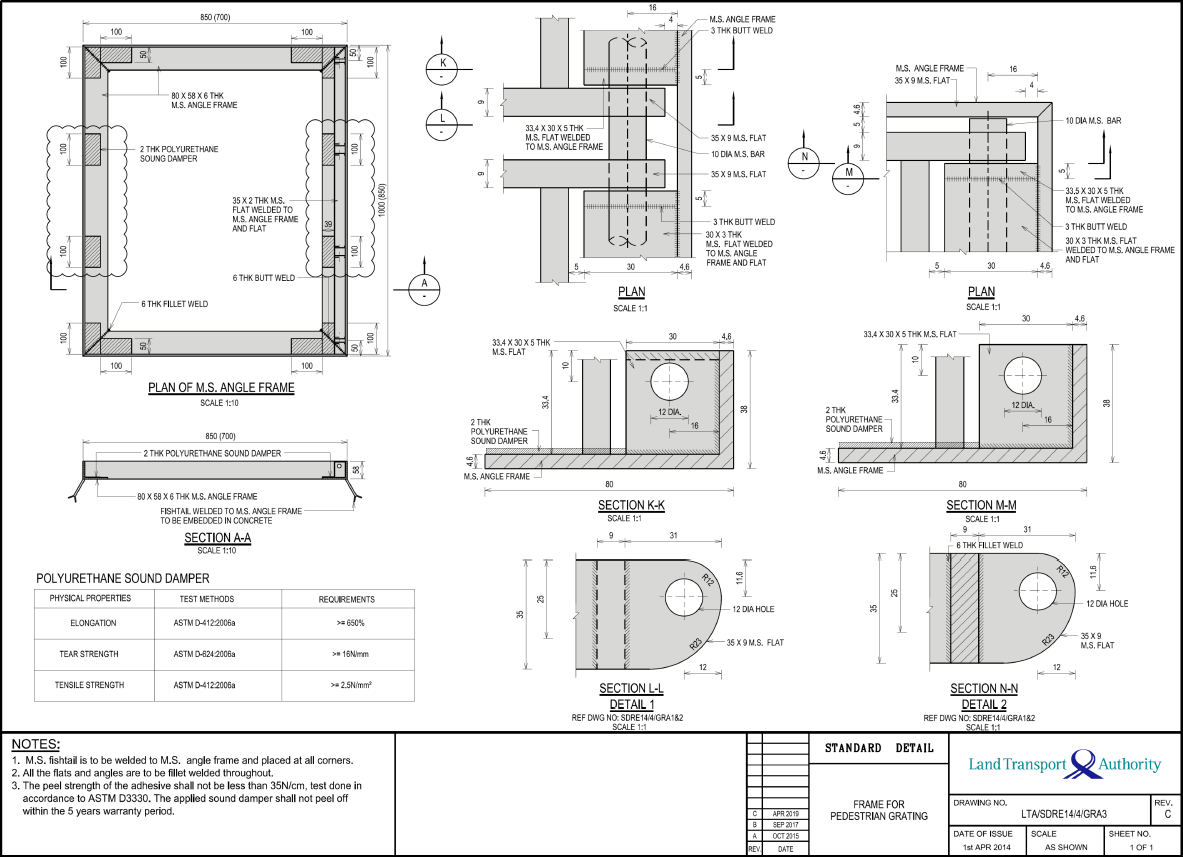 850 (700)
100
100
50
50
100
100
80 X 58 X 6 THK
M.S. ANGLE FRAME
2 THK POLYURETHANE
SOUNG DAMPER
100
100
35 X 2 THK M.S.
FLAT WELDED TO
M.S. ANGLE FRAME
AND FLAT
39
1000 (850)
100
100
6 THK BUTT WELD
6 THK FILLET WELD
A
-
100
50
50
100
100
100
PLAN OF M.S. ANGLE FRAME
SCALE 1:10
850 (700)
2 THK POLYURETHANE SOUND DAMPER
58
80 X 58 X 6 THK M.S. ANGLE FRAME
FISHTAIL WELDED TO M.S. ANGLE FRAME
TO BE EMBEDDED IN CONCRETE
SECTION A-A
SCALE 1:10
POLYURETHANE SOUND DAMPER
PHYSICAL PROPERTIES TEST METHODS REQUIREMENTS
ELONGATION ASTM D-412:2006a >= 650%
TEAR STRENGTH ASTM D-624:2006a >= 16N/mm
TENSILE STRENGTH ASTM D-412:2006a >= 2.5N/mm²
16
4
M.S. ANGLE FRAME
3 THK BUTT WELD
K
-
L
-
5
9
33.4 X 30 X 5 THK
M.S. FLAT WELDED
TO M.S. ANGLE FRAME
35 X 9 M.S. FLAT
10 DIA M.S. BAR
9
35 X 9 M.S. FLAT
5
3 THK BUTT WELD
30 X 3 THK
M.S. FLAT WELDED
TO M.S. ANGLE
FRAME AND FLAT
5
30
4.6
PLAN
SCALE 1:1
33.4 X 30 X 5 THK
M.S. FLAT
30
4.6
10
33.4
12 DIA.
16
38
2 THK
POLYURETHANE
SOUND DAMPER
4.6
M.S. ANGLE FRAME
80
SECTION K-K
SCALE 1:1
9
31
R12
11.6
35
25
12 DIA HOLE
R23
35 X 9 M.S. FLAT
12
SECTION L-L
DETAIL 1
REF DWG NO: SDRE14/4/GRA1&2
SCALE 1:1
M.S. ANGLE FRAME
35 X 9 M.S. FLAT
16
4
4.6
5
9
10 DIA M.S. BAR
N
-
M
-
5
33.5 X 30 X 5 THK
M.S. FLAT WELDED
TO M.S. ANGLE FRAME
3 THK BUTT WELD
30 X 3 THK M.S. FLAT
WELDED TO M.S. ANGLE FRAME
AND FLAT
5
30
4.6
PLAN
SCALE 1:1
30
4.6
33.4 X 30 X 5 THK M.S. FLAT
10
33.4
12 DIA.
16
38
2 THK
POLYURETHANE
SOUND DAMPER
4.6
M.S. ANGLE FRAME
80
SECTION M-M
SCALE 1:1
9
31
6 THK FILLET WELD
R12
11.6
35
25
12 DIA HOLE
R23
35 X 9
M.S. FLAT
12
SECTION N-N
DETAIL 2
REF DWG NO: SDRE14/4/GRA1&2
SCALE 1:1
NOTES:
1. M.S. fishtail is to be welded to M.S. angle frame and placed at all corners.
2. All the flats and angles are to be fillet welded throughout.
3. The peel strength of the adhesive shall not be less than 35N/cm, test done in
accordance to ASTM D3330. The applied sound damper shall not peel off
within the 5 years warranty period.
C APR 2019
B SEP 2017
A OCT 2015
REV. DATE
STANDARD DETAIL
FRAME FOR
PEDESTRIAN GRATING
Land Transport Authority
DRAWING NO.
LTA/SDRE14/4/GRA3
REV.
C
DATE OF ISSUE
1st APR 2014
SCALE
AS SHOWN
SHEET NO.
1 OF 1